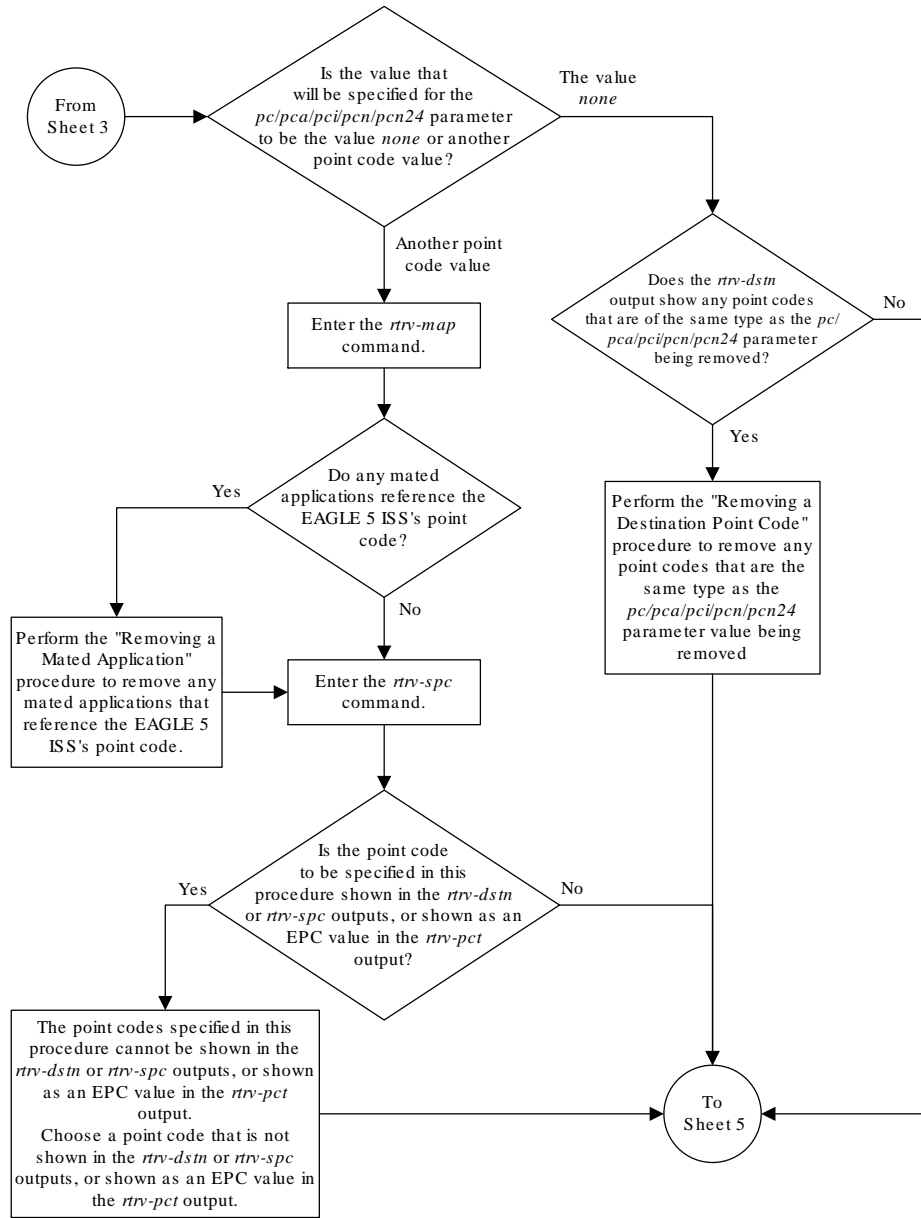 From
Sheet 3
Is the value that
will be specified for the
pc/pca/pci/pcn/pcn24 parameter
to be the value none or another
point code value?
The value
none
Another point
code value
Enter the rtrv-map
command.
Does the rtrv-dstn
output show any point codes
that are of the same type as the pc/
pca/pci/pcn/pcn24 parameter
being removed?
No
Yes
Do any mated
applications reference the
EAGLE 5 ISS's point
code?
Yes
No
Perform the "Removing a
Destination Point Code"
procedure to remove any
point codes that are the
same type as the
pc/pca/pci/pcn/pcn24
parameter value being
removed
Perform the "Removing a
Mated Application"
procedure to remove any
mated applications that
reference the EAGLE 5
ISS's point code.
Enter the rtrv-spc
command.
Is the point code
to be specified in this
procedure shown in the rtrv-dstn
or rtrv-spc outputs, or shown as an
EPC value in the rtrv-pct
output?
Yes
No
The point codes specified in this
procedure cannot be shown in the
rtrv-dstn or rtrv-spc outputs, or shown
as an EPC value in the rtrv-pct
output.
Choose a point code that is not
shown in the rtrv-dstn or rtrv-spc
outputs, or shown as an EPC value in
the rtrv-pct output.
To
Sheet 5